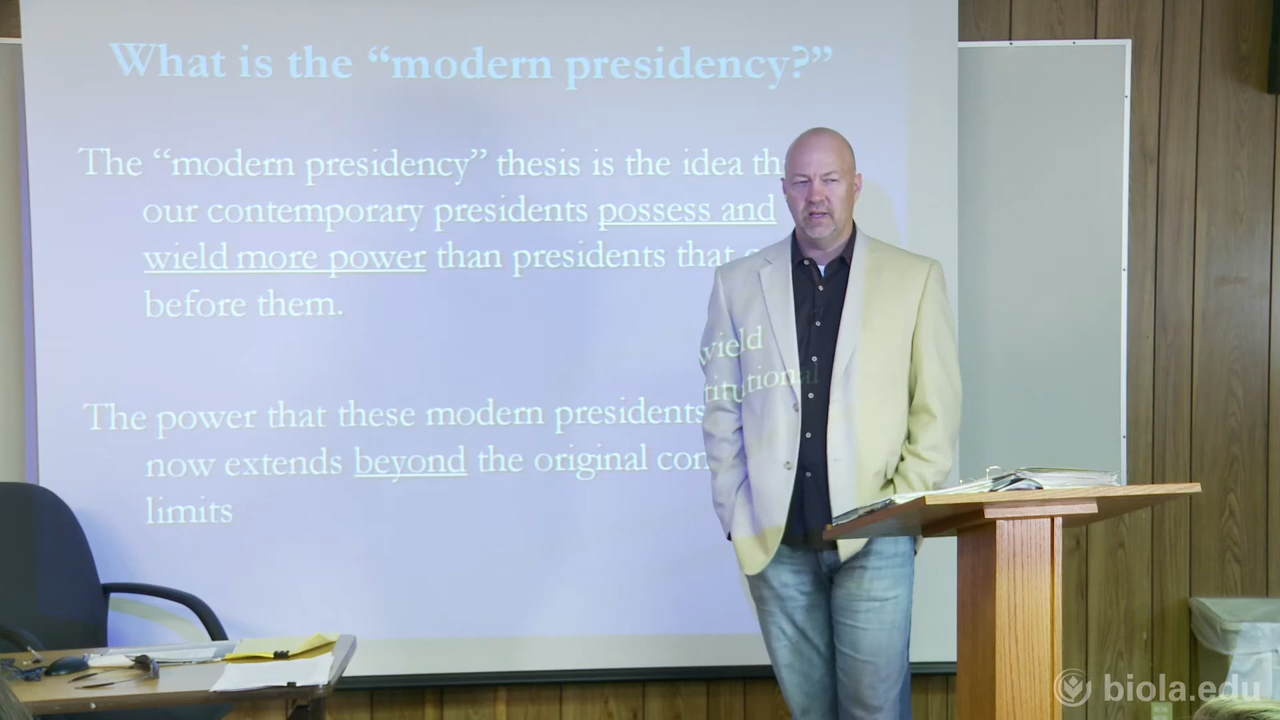 What is the “modern presidency?”
The “modern presidency” thesis is the idea th
our contemporary presidents possess and
wield more power than presidents that
before them.
The power that these modern presidents wield
now extends beyond the original con titutional
limits
biola.edu